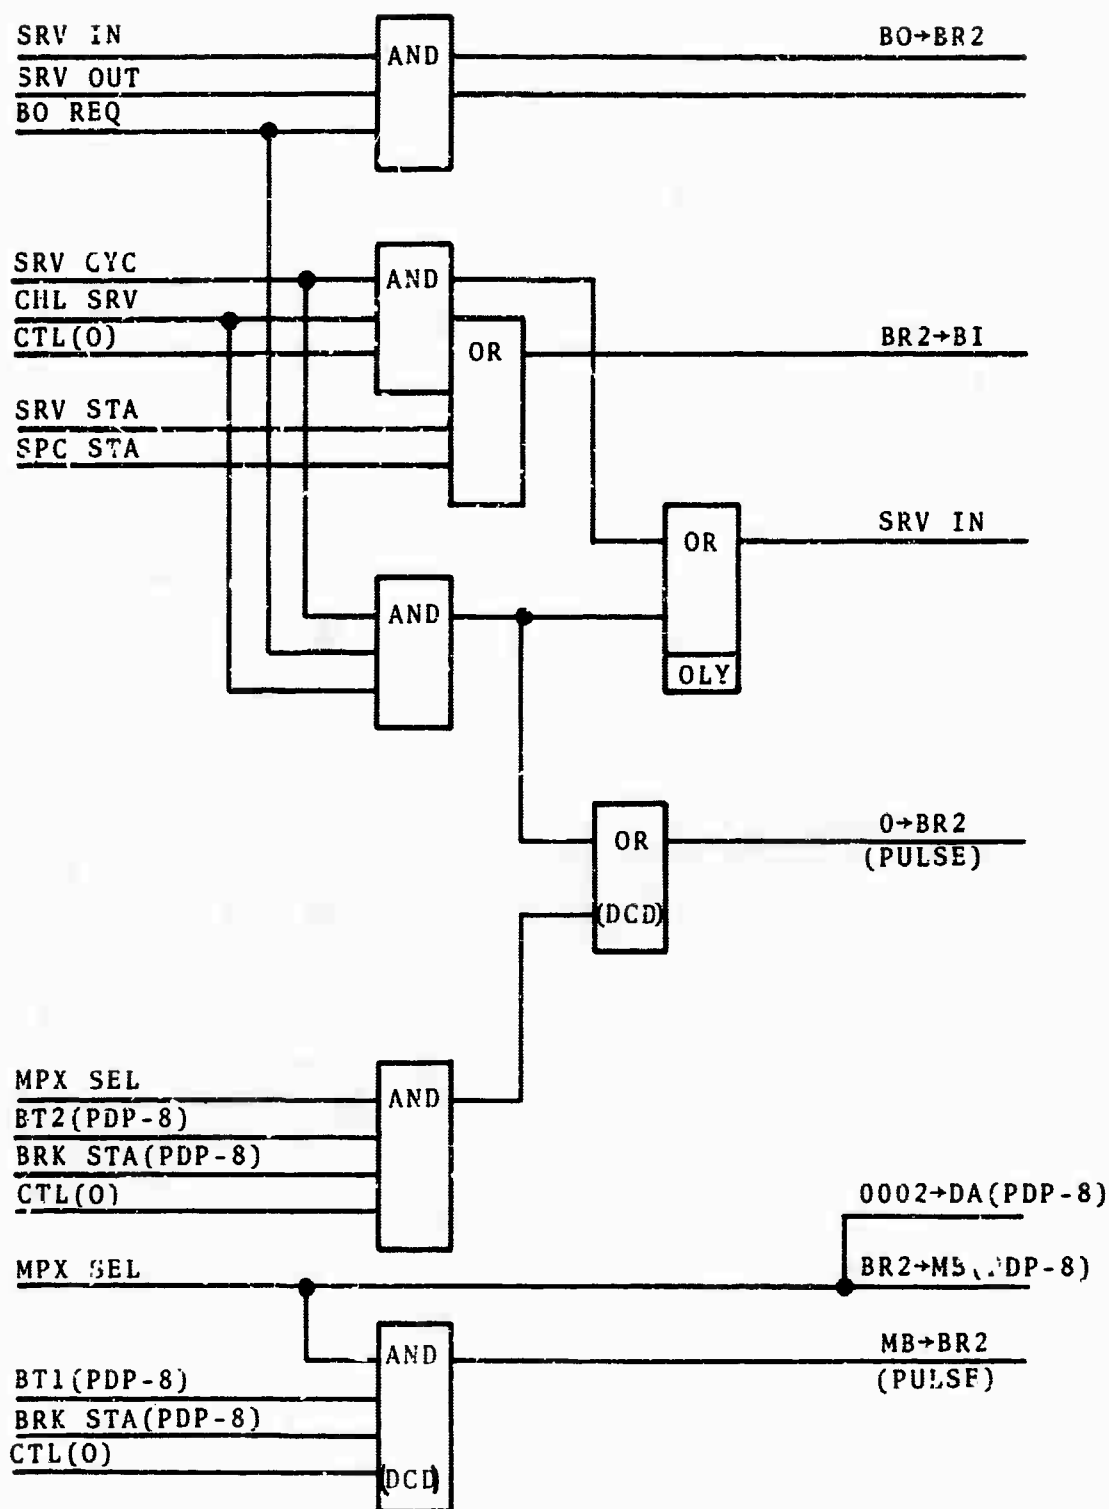 SRV IN
AND
BO→BR2
SRV OUT
BO REQ
SRV CYC
AND
CHL SRV
CTL(0)
OR
BR2→BI
SRV STA
SPC STA
OR
SRV IN
AND
OLY
OR
0→BR2
(PULSE)
(DCD)
MPX SEL
AND
BT2(PDP-8)
BRK STA(PDP-8)
CTL(0)
0002→DA(PDP-8)
MPX SEL
BR2→MB(PDP-8)
AND
MB→BR2
BT1(PDP-8)
(PULSE)
BRK STA(PDP-8)
CTL(0)
(DCD)